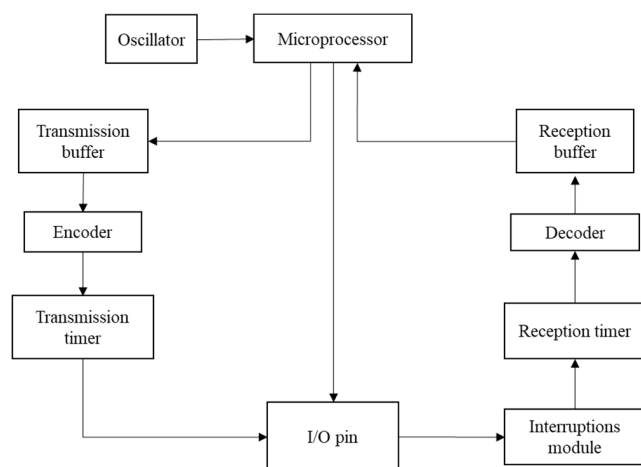 Oscillator
Microprocessor
Transmission
buffer
Reception
buffer
Encoder
Decoder
Transmission
timer
Reception timer
I/O pin
Interruptions
module